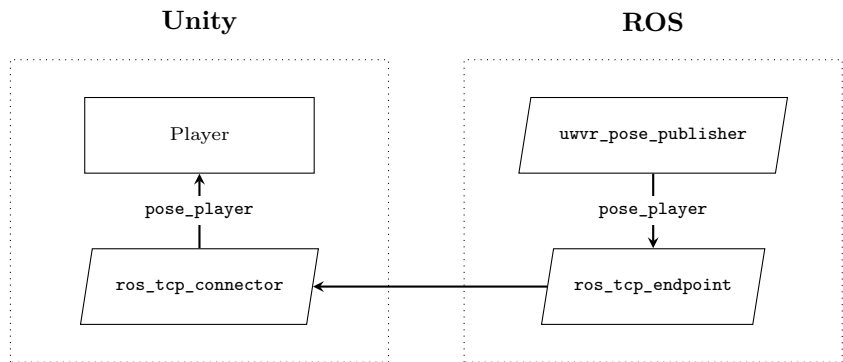 Unity
ROS
Player
uwvr_pose_publisher
pose_player
pose_player
ros_tcp_connector
ros_tcp_endpoint